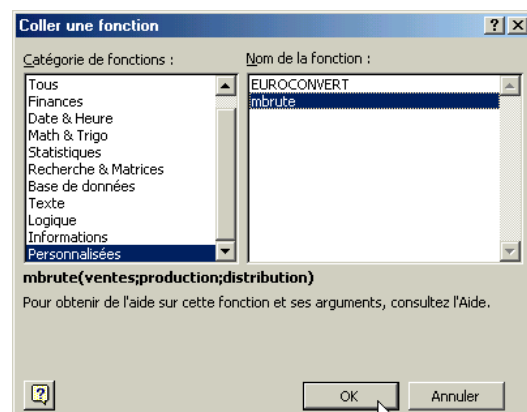 Coller une fonction
Catégorie de fonctions :
Nom de la fonction :
Tous
Finances
Date & Heure
Math & Trigo
Statistiques
Recherche & Matrices
Base de données
Texte
Logique
Informations
Personnalisées
EUROCONVERT
mbrute
mbrute(ventes;production;distribution)
Pour obtenir de l'aide sur cette fonction et ses arguments, consultez l'Aide.
OK
Annuler